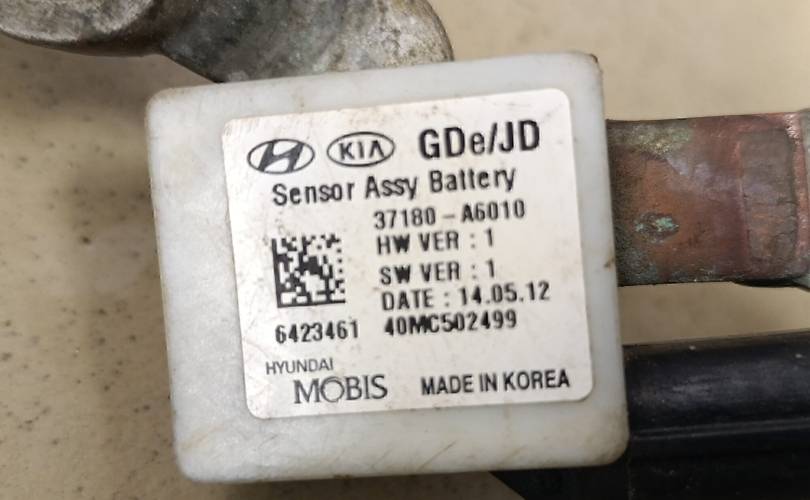 KIA GDe/JD
Sensor Assy Battery
37180-A6010
HW VER : 1
SW VER : 1
DATE : 14.05.12
6423461 40MC502499
HYUNDAI
MOBIS MADE IN KOREA